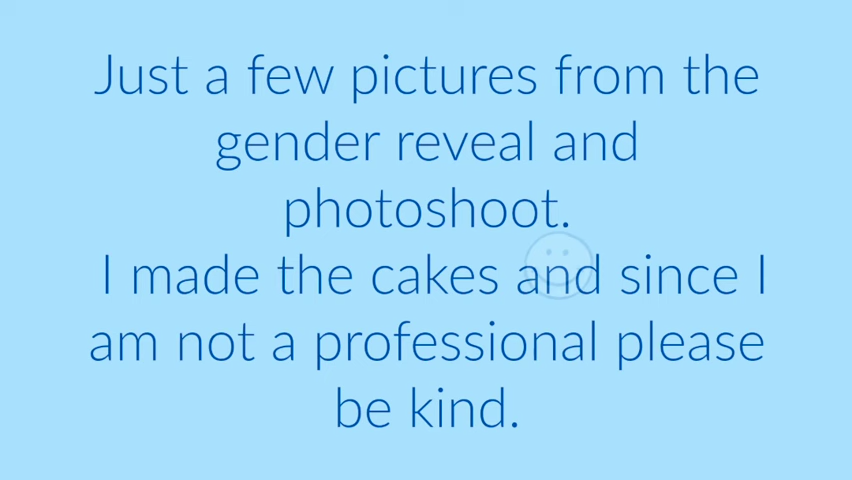 Just a few pictures from the
gender reveal and
photoshoot.
I made the cakes and since I
am not a professional please
be kind.